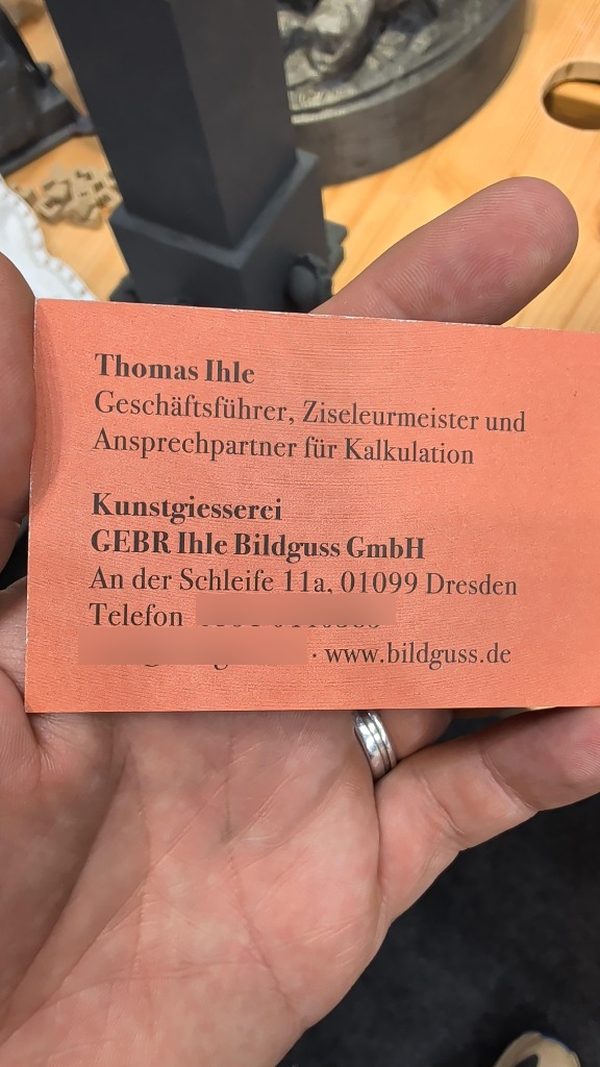 Thomas Ihle
Geschäftsführer, Ziseleurmeister und
Ansprechpartner für Kalkulation
Kunstgiesserei
GEBR Ihle Bildguss GmbH
An der Schleife 11a, 01099 Dresden
Telefon
· www.bildguss.de